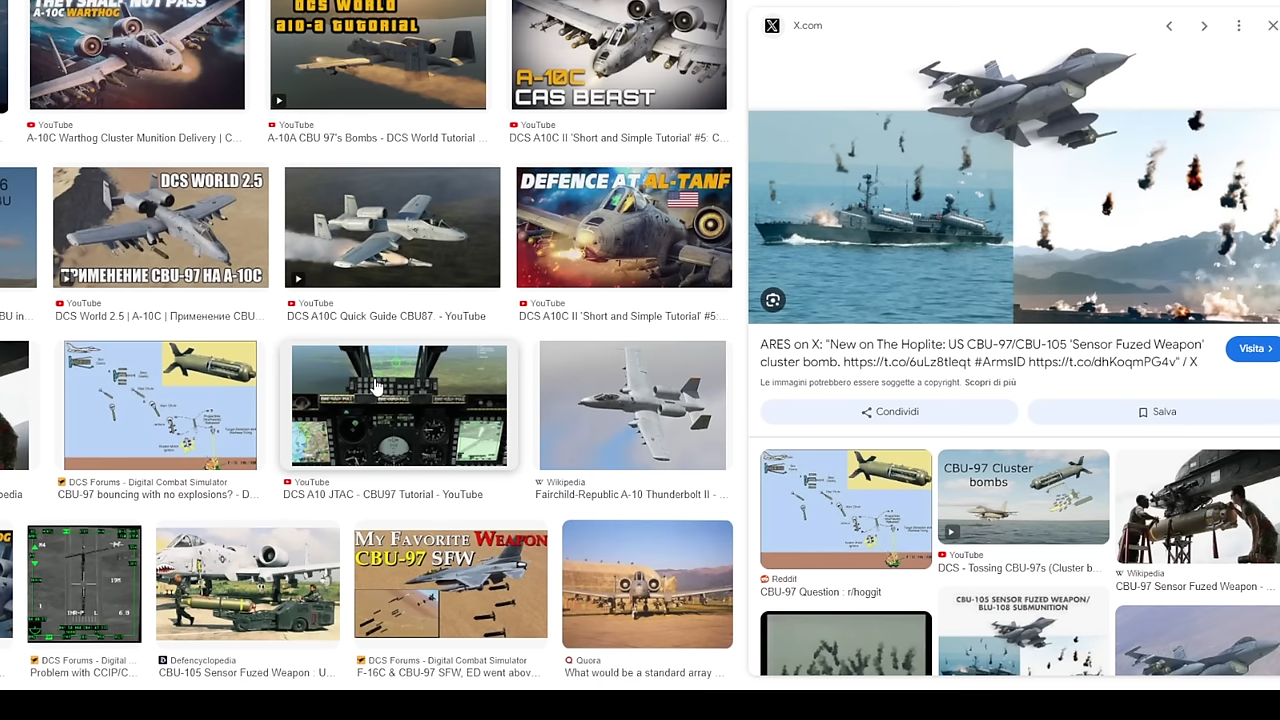 THEY SHALL NOT PASS
A-10C WARTHOG
DCS WORLD
A10-A TUTORIAL
A-10C
CAS BEAST
YouTube
A-10C Warthog Cluster Munition Delivery | C...
YouTube
A-10A CBU 97's Bombs - DCS World Tutorial ...
YouTube
DCS A10C II 'Short and Simple Tutorial' #5: C...
DCS WORLD 2.5
ПРИМЕНЕНИЕ CBU-97 НА A-10C
DEFENCE AT AL-TANF
BU in...
YouTube
DCS World 2.5 | A-10C | Применение CBU...
YouTube
DCS A10C Quick Guide CBU87. - YouTube
YouTube
DCS A10C II 'Short and Simple Tutorial' #5:...
pedia
DCS Forums - Digital Combat Simulator
CBU-97 bouncing with no explosions? - D...
YouTube
DCS A10 JTAC - CBU97 Tutorial - YouTube
Wikipedia
Fairchild-Republic A-10 Thunderbolt II - ...
MY FAVORITE WEAPON
CBU-97 SFW
DCS Forums - Digital ...
Problem with CCIP/C...
Defencyclopedia
CBU-105 Sensor Fuzed Weapon : U...
DCS Forums - Digital Combat Simulator
F-16C & CBU-97 SFW, ED went abov...
Quora
What would be a standard array ...
X.com
ARES on X: "New on The Hoplite: US CBU-97/CBU-105 'Sensor Fuzed Weapon'
cluster bomb. https://t.co/6uLz8tleqt #ArmsID https://t.co/dhKoqmPG4v" / X
Visita
Le immagini potrebbero essere soggette a copyright. Scopri di più
Condividi
Salva
CBU-97 Cluster
bombs
Reddit
CBU-97 Question : r/hoggit
YouTube
DCS - Tossing CBU-97s (Cluster b...
Wikipedia
CBU-97 Sensor Fuzed Weapon - ...
CBU-105 SENSOR FUZED WEAPON/
BLU-108 SUBMUNITION